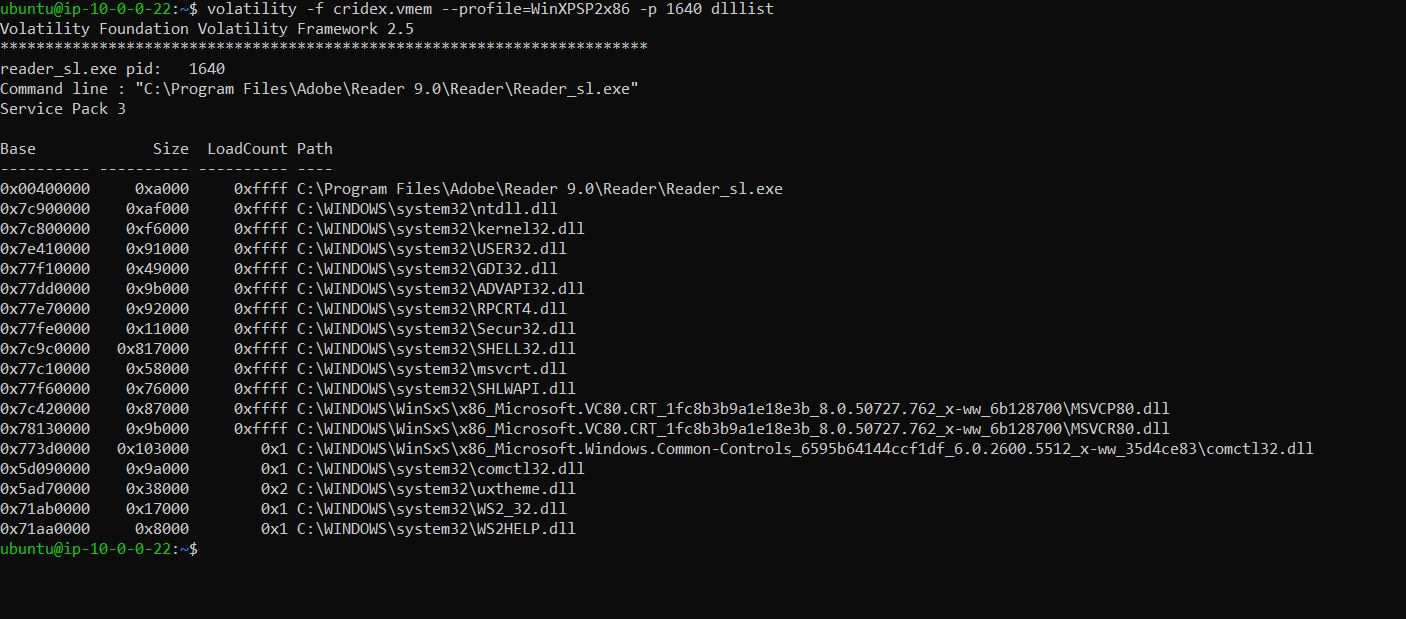 ubuntu@ip-10-0-0-22:~$ volatility -f cridex.vmem --profile=WinXPSP2x86 -p 1640 dlllist
Volatility Foundation Volatility Framework 2.5
************************************************************************
reader_sl.exe pid:   1640
Command line : "C:\Program Files\Adobe\Reader 9.0\Reader\Reader_sl.exe"
Service Pack 3

Base             Size  LoadCount Path
---------- ---------- ---------- ----
0x00400000     0xa000     0xffff C:\Program Files\Adobe\Reader 9.0\Reader\Reader_sl.exe
0x7c900000    0xaf000     0xffff C:\WINDOWS\system32\ntdll.dll
0x7c800000    0xf6000     0xffff C:\WINDOWS\system32\kernel32.dll
0x7e410000    0x91000     0xffff C:\WINDOWS\system32\USER32.dll
0x77f10000    0x49000     0xffff C:\WINDOWS\system32\GDI32.dll
0x77dd0000    0x9b000     0xffff C:\WINDOWS\system32\ADVAPI32.dll
0x77e70000    0x92000     0xffff C:\WINDOWS\system32\RPCRT4.dll
0x77fe0000    0x11000     0xffff C:\WINDOWS\system32\Secur32.dll
0x7c9c0000   0x817000     0xffff C:\WINDOWS\system32\SHELL32.dll
0x77c10000    0x58000     0xffff C:\WINDOWS\system32\msvcrt.dll
0x77f60000    0x76000     0xffff C:\WINDOWS\system32\SHLWAPI.dll
0x7c420000    0x87000     0xffff C:\WINDOWS\WinSxS\x86_Microsoft.VC80.CRT_1fc8b3b9a1e18e3b_8.0.50727.762_x-ww_6b128700\MSVCP80.dll
0x78130000    0x9b000     0xffff C:\WINDOWS\WinSxS\x86_Microsoft.VC80.CRT_1fc8b3b9a1e18e3b_8.0.50727.762_x-ww_6b128700\MSVCR80.dll
0x773d0000   0x103000        0x1 C:\WINDOWS\WinSxS\x86_Microsoft.Windows.Common-Controls_6595b64144ccf1df_6.0.2600.5512_x-ww_35d4ce83\comctl32.dll
0x5d090000    0x9a000        0x1 C:\WINDOWS\system32\comctl32.dll
0x5ad70000    0x38000        0x2 C:\WINDOWS\system32\uxtheme.dll
0x71ab0000    0x17000        0x1 C:\WINDOWS\system32\WS2_32.dll
0x71aa0000     0x8000        0x1 C:\WINDOWS\system32\WS2HELP.dll
ubuntu@ip-10-0-0-22:~$